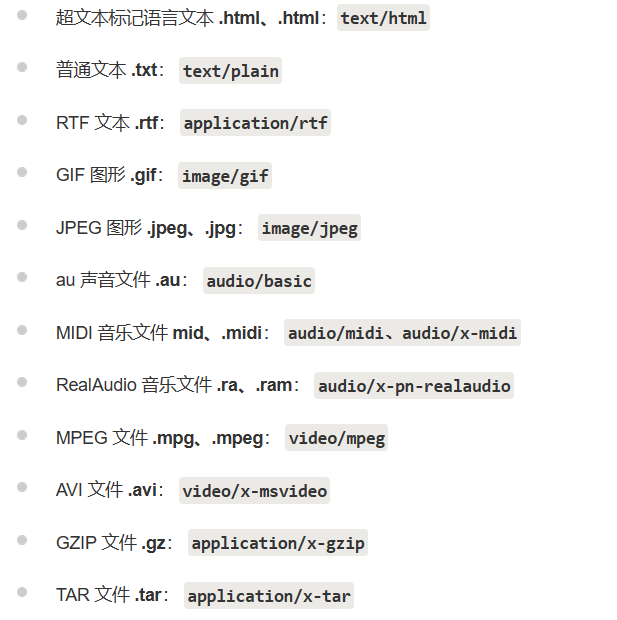 超文本标记语言文本 .html、.html：text/html
普通文本 .txt： text/plain
RTF 文本 .rtf： application/rtf
GIF 图形 .gif： image/gif
JPEG 图形 .jpeg、.jpg： image/jpeg
au 声音文件 .au： audio/basic
MIDI 音乐文件 mid、.midi： audio/midi、audio/x-midi
RealAudio 音乐文件 .ra、.ram： audio/x-pn-realaudio
MPEG 文件 .mpg、.mpeg： video/mpeg
AVI 文件 .avi： video/x-msvideo
GZIP 文件 .gz： application/x-gzip
TAR 文件 .tar： application/x-tar